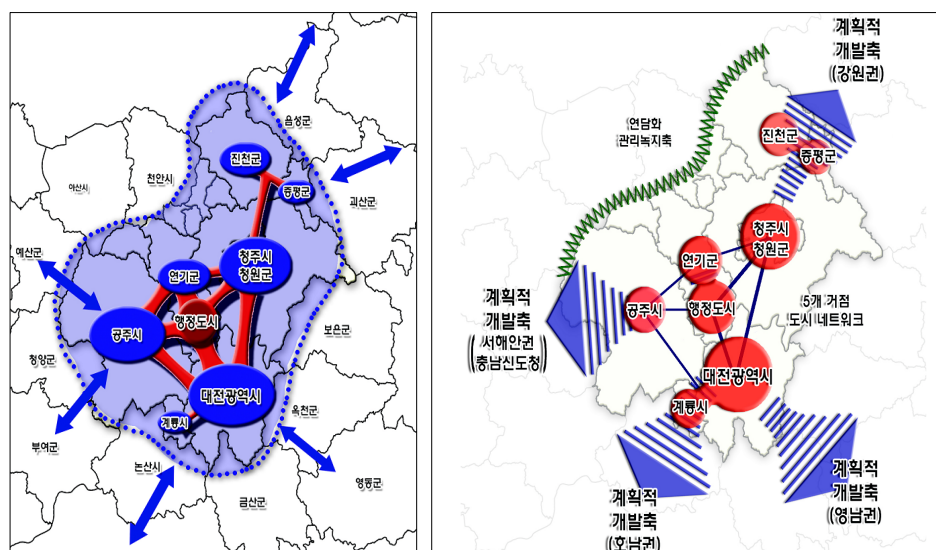 음성군
진천군
증평군
천안시
아산시
괴산군
예산군
연기군
청주시
청원군
행정도시
공주시
보은군
청양군
대전광역시
계룡시
옥천군
부여군
논산시
영동군
금산군
계획적
개발축
(강원권)
연담화
관리녹지축
진천군
증평군
청주시
청원군
연기군
계획적
개발축
(서해안권
(충남신도청)
공주시
행정도시
5개 거점
도시 네트워크
대전광역시
계룡시
계획적
개발축
(영남권)
계획적
개발축
(호남권)